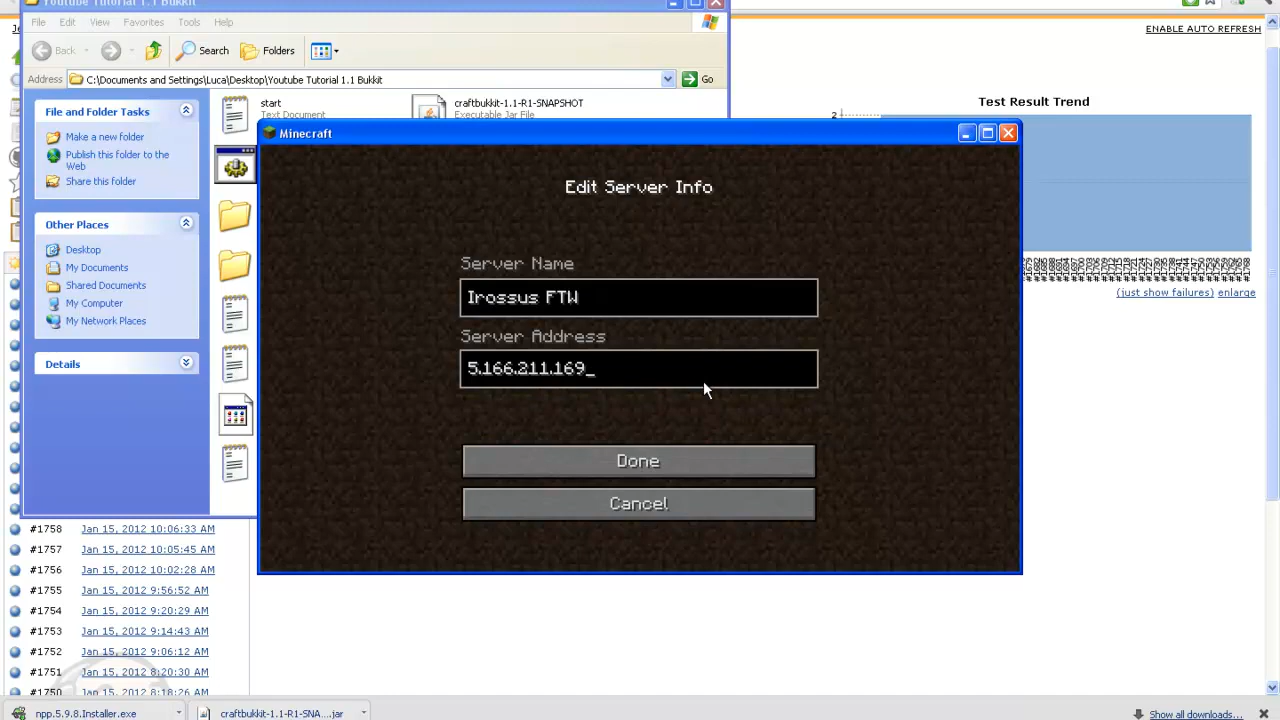 Youtube Tutorial 1.1 Bukkit
File Edit View Favorites Tools Help
Back Search Folders
Address C:\Documents and Settings\Luca\Desktop\Youtube Tutorial 1.1 Bukkit Go
File and Folder Tasks
Make a new folder
Publish this folder to the
Web
Share this folder
Other Places
Desktop
My Documents
Shared Documents
My Computer
My Network Places
Details
start
Text Document
craftbukkit-1.1-R1-SNAPSHOT
Executable Jar File
Minecraft
Edit Server Info
Server Name
Irossus FTW
Server Address
5.166.211.169_
Done
Cancel
ENABLE AUTO REFRESH
Test Result Trend
2
(just show failures) enlarge
#1758 Jan 15, 2012 10:06:33 AM
#1757 Jan 15, 2012 10:05:45 AM
#1756 Jan 15, 2012 10:02:28 AM
#1755 Jan 15, 2012 9:56:52 AM
#1754 Jan 15, 2012 9:20:29 AM
#1753 Jan 15, 2012 9:14:43 AM
#1752 Jan 15, 2012 9:06:12 AM
#1751 Jan 15, 2012 8:20:30 AM
#1750 Jan 15, 2012 8:18:26 AM
npp.5.9.8.Installer.exe
craftbukkit-1.1-R1-SNA....jar
Show all downloads...